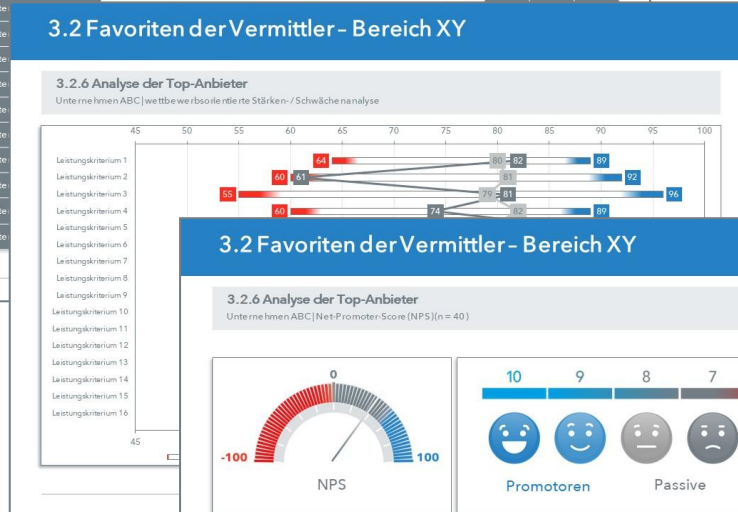 3.2 Favoriten der Vermittler – Bereich XY
3.2.6 Analyse der Top-Anbieter
Unternehmen ABC | wettbewerbsorientierte Stärken- / Schwächenanalyse
45 50 55 60 65 70 75 80 85 90 95 100
Leistungskriterium 1 64 80 82 89
Leistungskriterium 2 60 61 81 92
Leistungskriterium 3 55 79 81 96
Leistungskriterium 4 60 74 82 89
Leistungskriterium 5
Leistungskriterium 6
Leistungskriterium 7
Leistungskriterium 8
Leistungskriterium 9
Leistungskriterium 10
Leistungskriterium 11
Leistungskriterium 12
Leistungskriterium 13
Leistungskriterium 14
Leistungskriterium 15
Leistungskriterium 16
45
3.2 Favoriten der Vermittler – Bereich XY
3.2.6 Analyse der Top-Anbieter
Unternehmen ABC | Net-Promoter-Score (NPS) (n = 40)
0
-100 100
NPS
10 9 8 7
Promotoren Passive